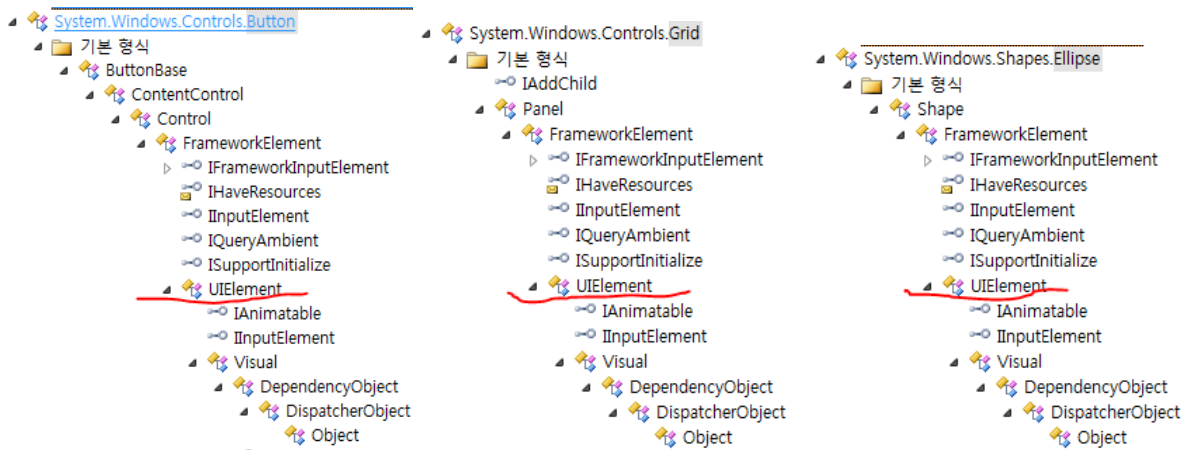 System.Windows.Controls.Button
기본 형식
ButtonBase
ContentControl
Control
FrameworkElement
IFrameworkInputElement
IHaveResources
IInputElement
IQueryAmbient
ISupportInitialize
UIElement
IAnimatable
IInputElement
Visual
DependencyObject
DispatcherObject
Object
System.Windows.Controls.Grid
기본 형식
IAddChild
Panel
FrameworkElement
IFrameworkInputElement
IHaveResources
IInputElement
IQueryAmbient
ISupportInitialize
UIElement
IAnimatable
IInputElement
Visual
DependencyObject
DispatcherObject
Object
System.Windows.Shapes.Ellipse
기본 형식
Shape
FrameworkElement
IFrameworkInputElement
IHaveResources
IInputElement
IQueryAmbient
ISupportInitialize
UIElement
IAnimatable
IInputElement
Visual
DependencyObject
DispatcherObject
Object